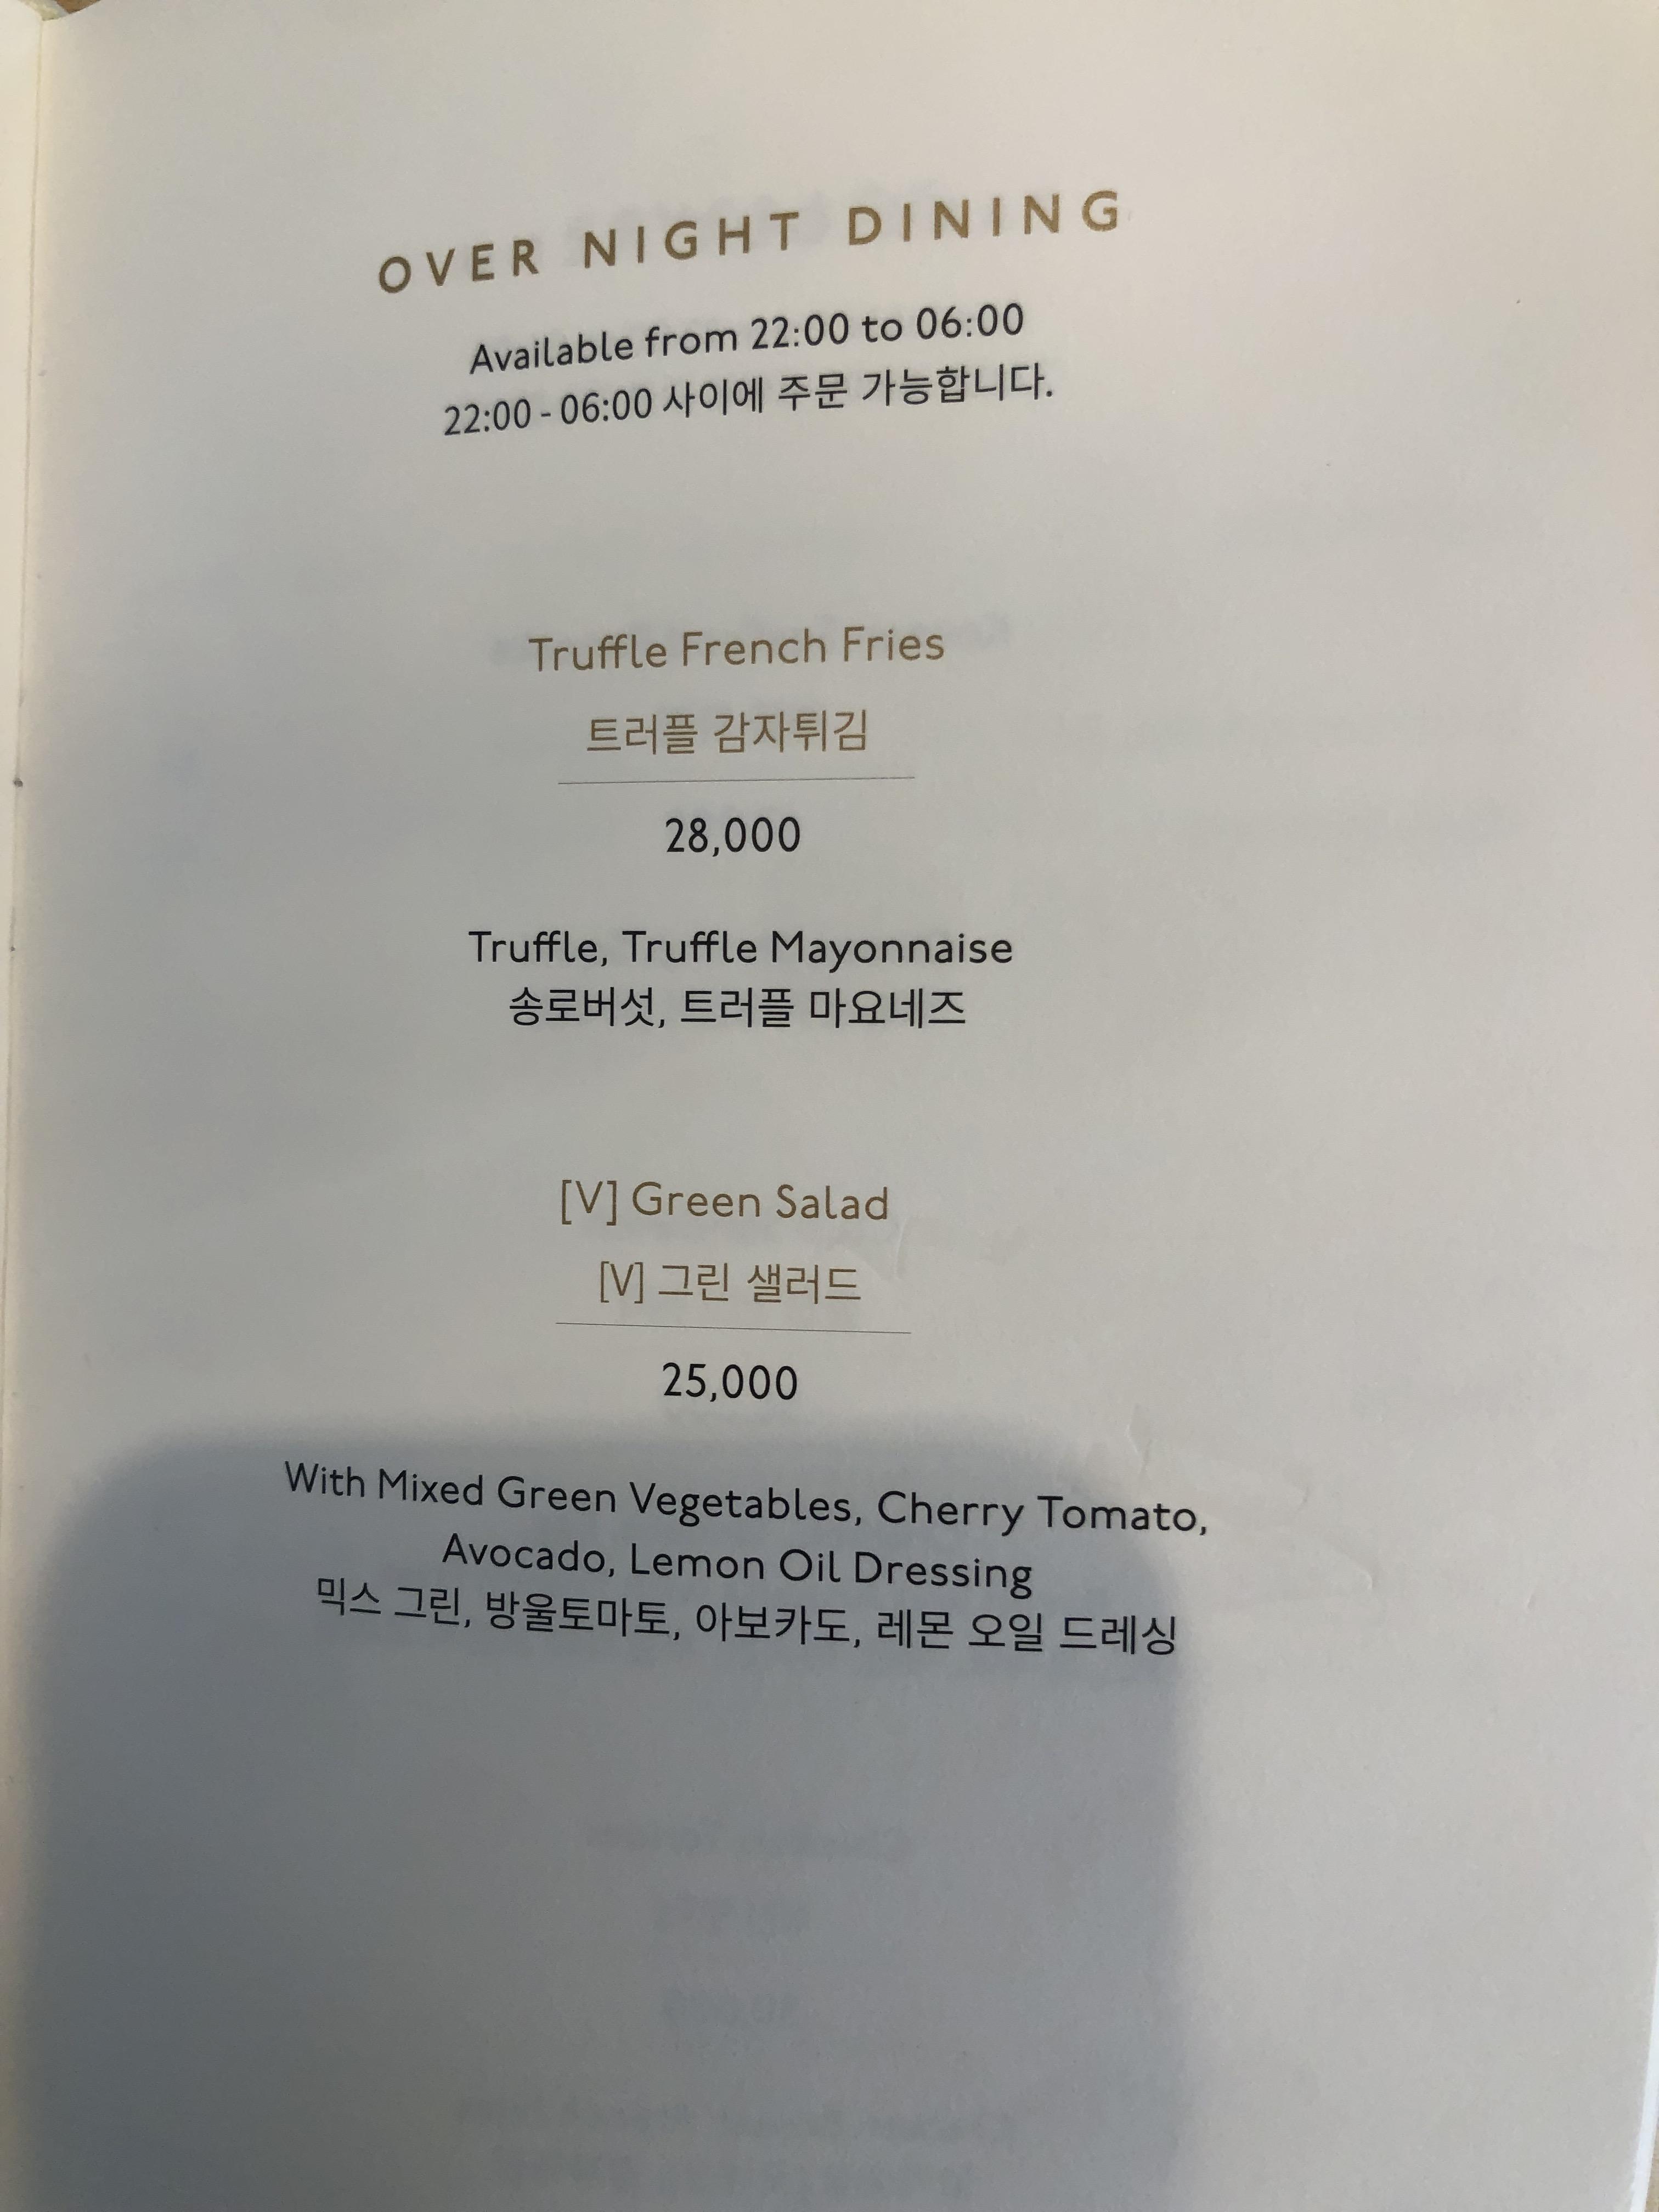 OVER NIGHT DINING
Available from 22:00 to 06:00
22:00 - 06:00 사이에 주문 가능합니다.
Truffle French Fries
트러플 감자튀김
28,000
Truffle, Truffle Mayonnaise
송로버섯, 트러플 마요네즈
[V] Green Salad
[V] 그린 샐러드
25,000
With Mixed Green Vegetables, Cherry Tomato,
Avocado, Lemon Oil Dressing
믹스 그린, 방울토마토, 아보카도, 레몬 오일 드레싱